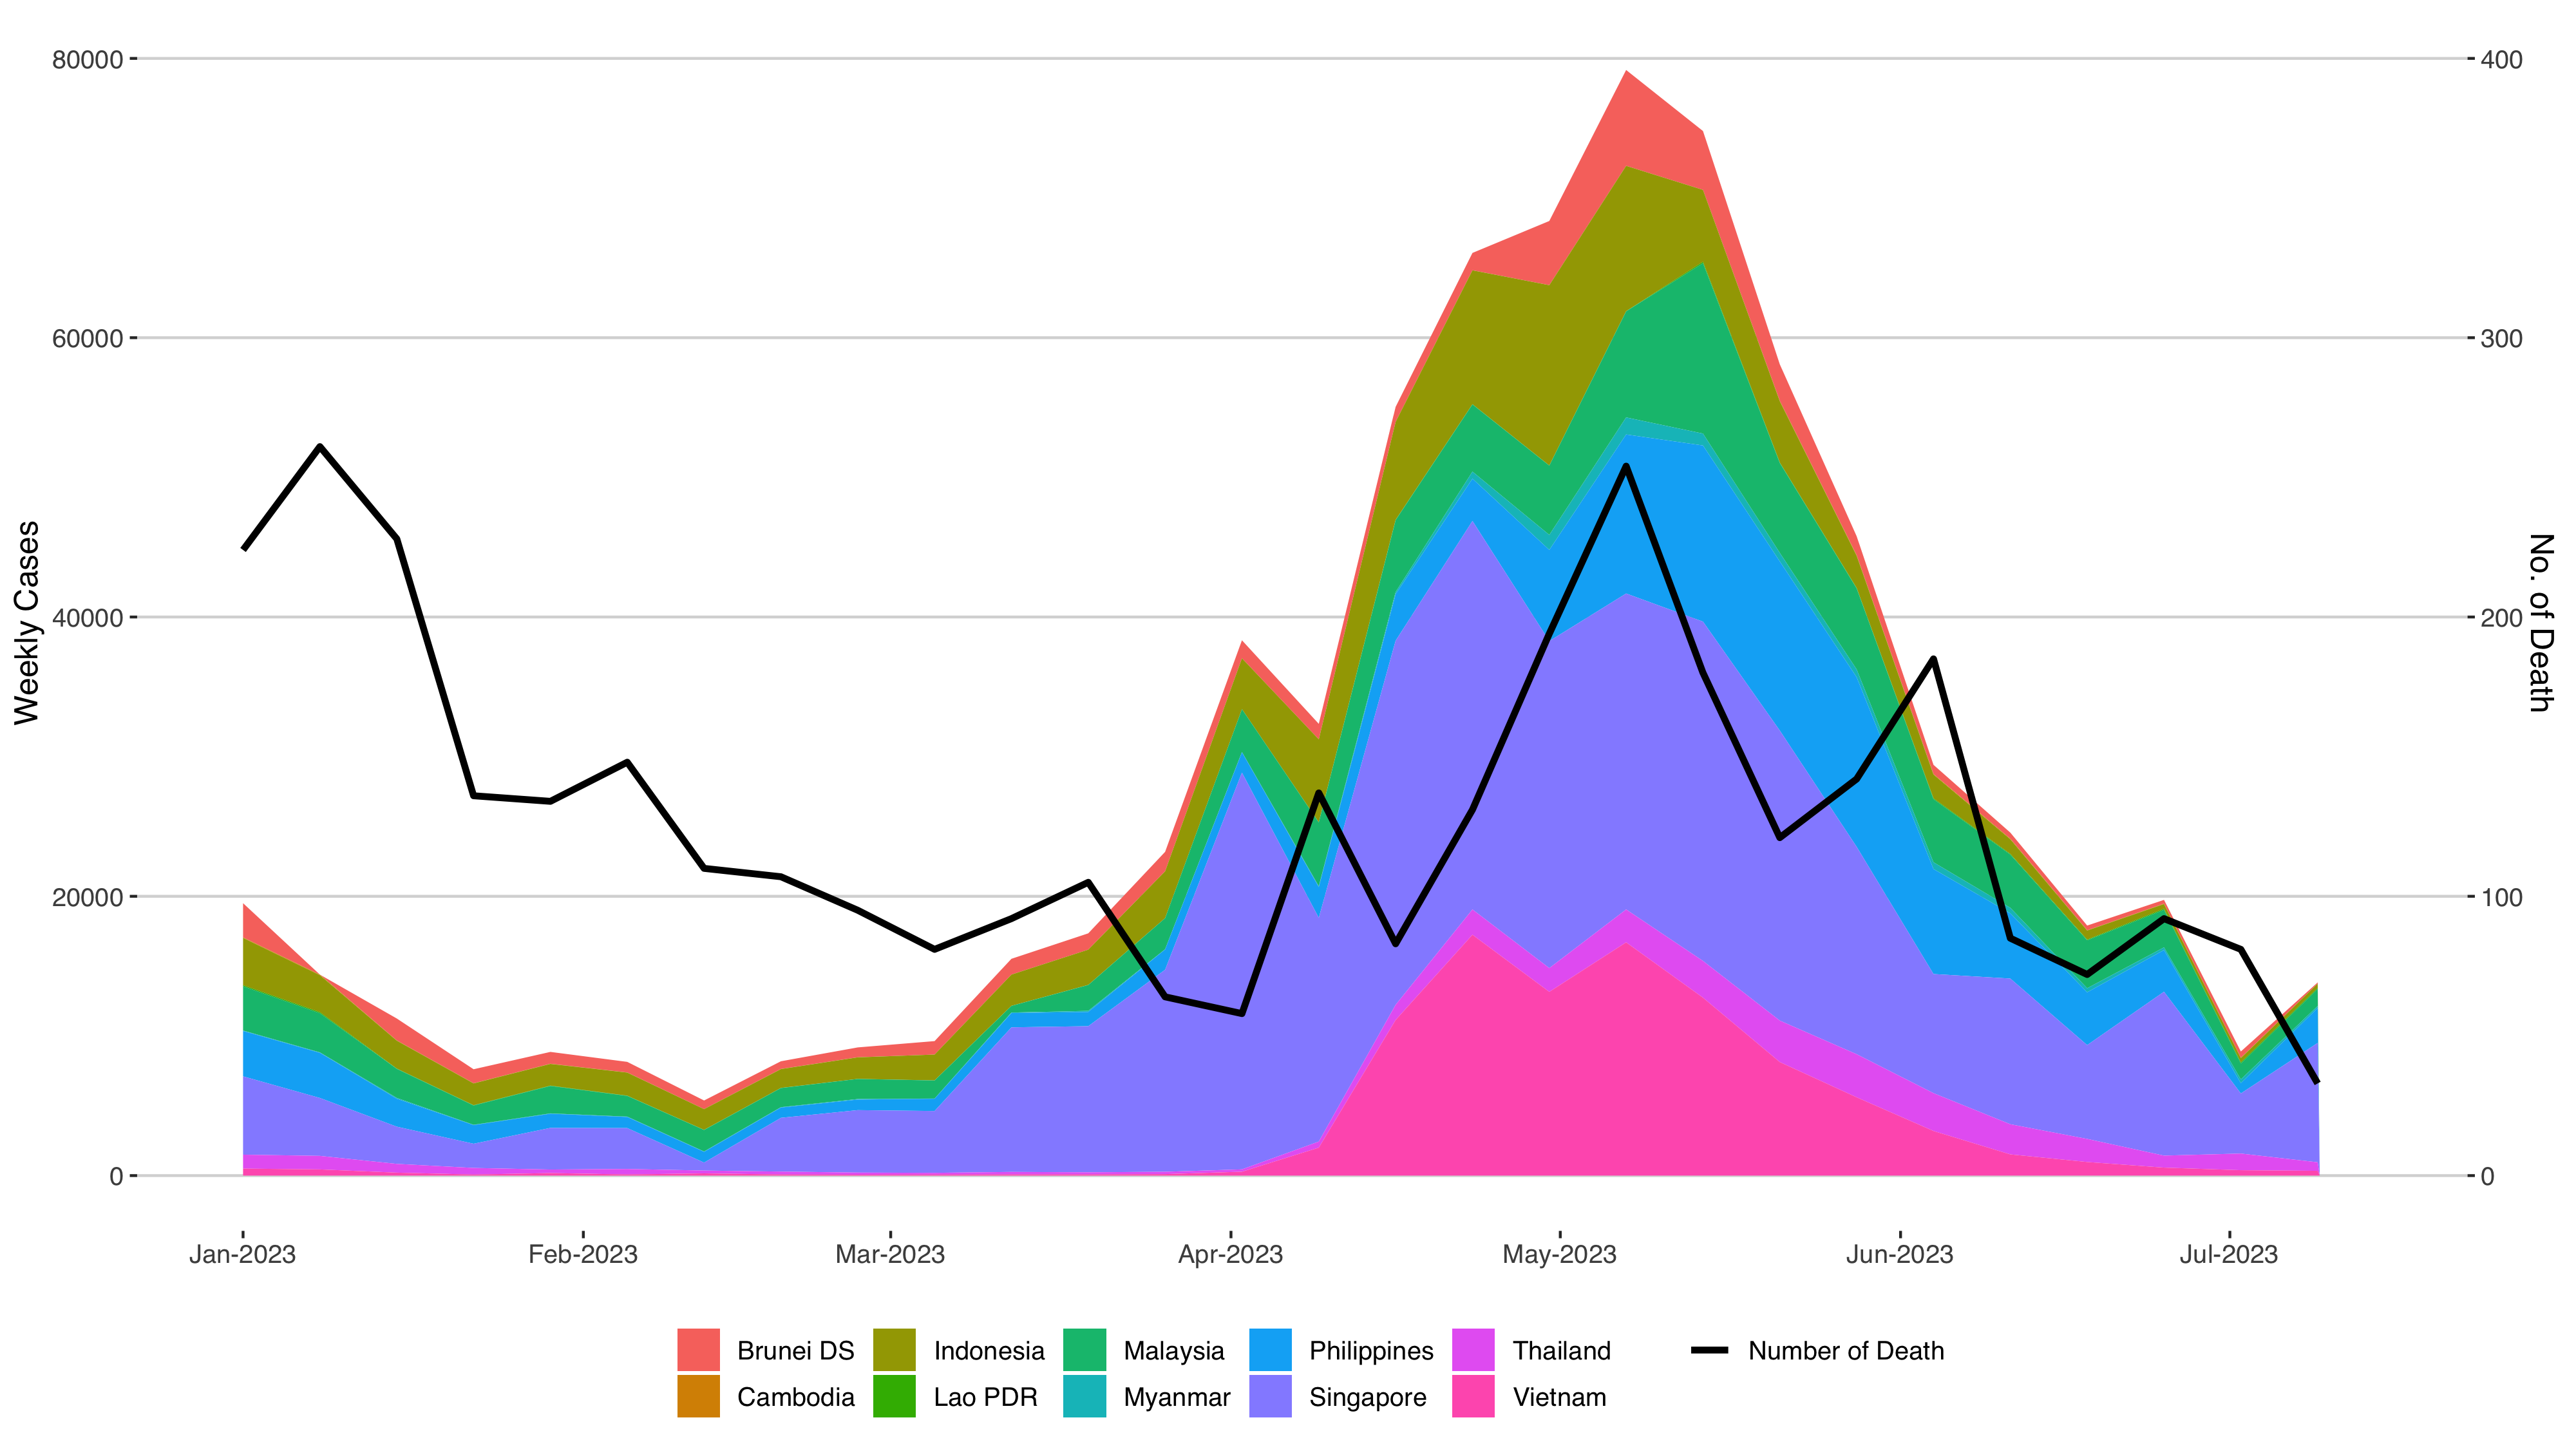 Weekly Cases
80000
60000
40000
20000
0
400
300
200
100
0
No. of Death
Jan-2023 Feb-2023 Mar-2023 Apr-2023 May-2023 Jun-2023 Jul-2023
Brunei DS Indonesia Malaysia Philippines Thailand Number of Death
Cambodia Lao PDR Myanmar Singapore Vietnam